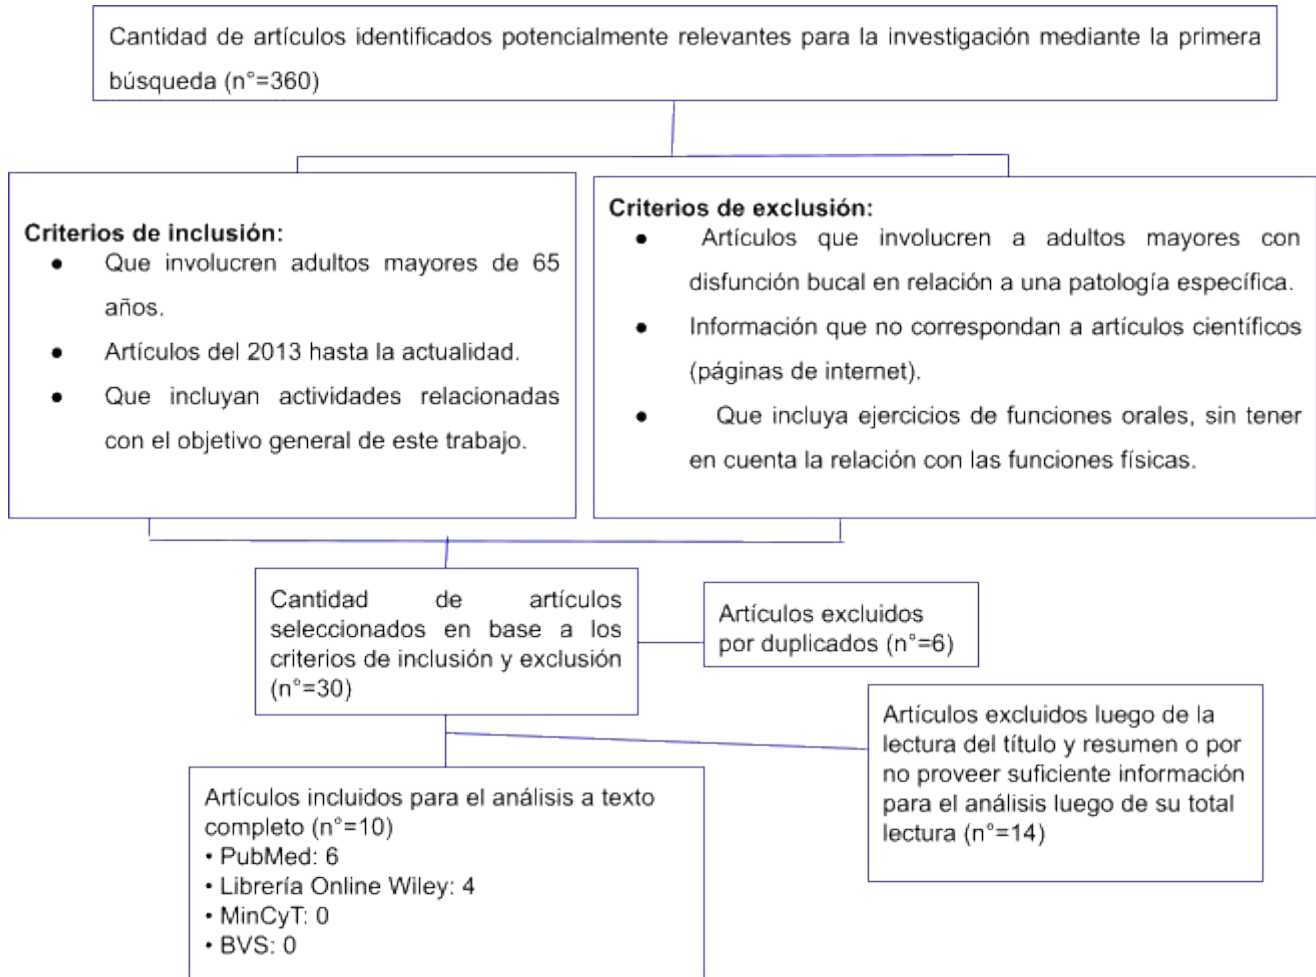 Cantidad de artículos identificados potencialmente relevantes para la investigación mediante la primera
búsqueda (n°=360)
Criterios de inclusión:
● Que involucren adultos mayores de 65
años.
● Artículos del 2013 hasta la actualidad.
● Que incluyan actividades relacionadas
con el objetivo general de este trabajo.
Criterios de exclusión:
● Artículos que involucren a adultos mayores con
disfunción bucal en relación a una patología específica.
● Información que no correspondan a artículos científicos
(páginas de internet).
● Que incluya ejercicios de funciones orales, sin tener
en cuenta la relación con las funciones físicas.
Cantidad de artículos
seleccionados en base a los
criterios de inclusión y exclusión
(n°=30)
Artículos excluidos
por duplicados (n°=6)
Artículos excluidos luego de la
lectura del título y resumen o por
no proveer suficiente información
para el análisis luego de su total
lectura (n°=14)
Artículos incluidos para el análisis a texto
completo (n°=10)
• PubMed: 6
• Librería Online Wiley: 4
• MinCyT: 0
• BVS: 0